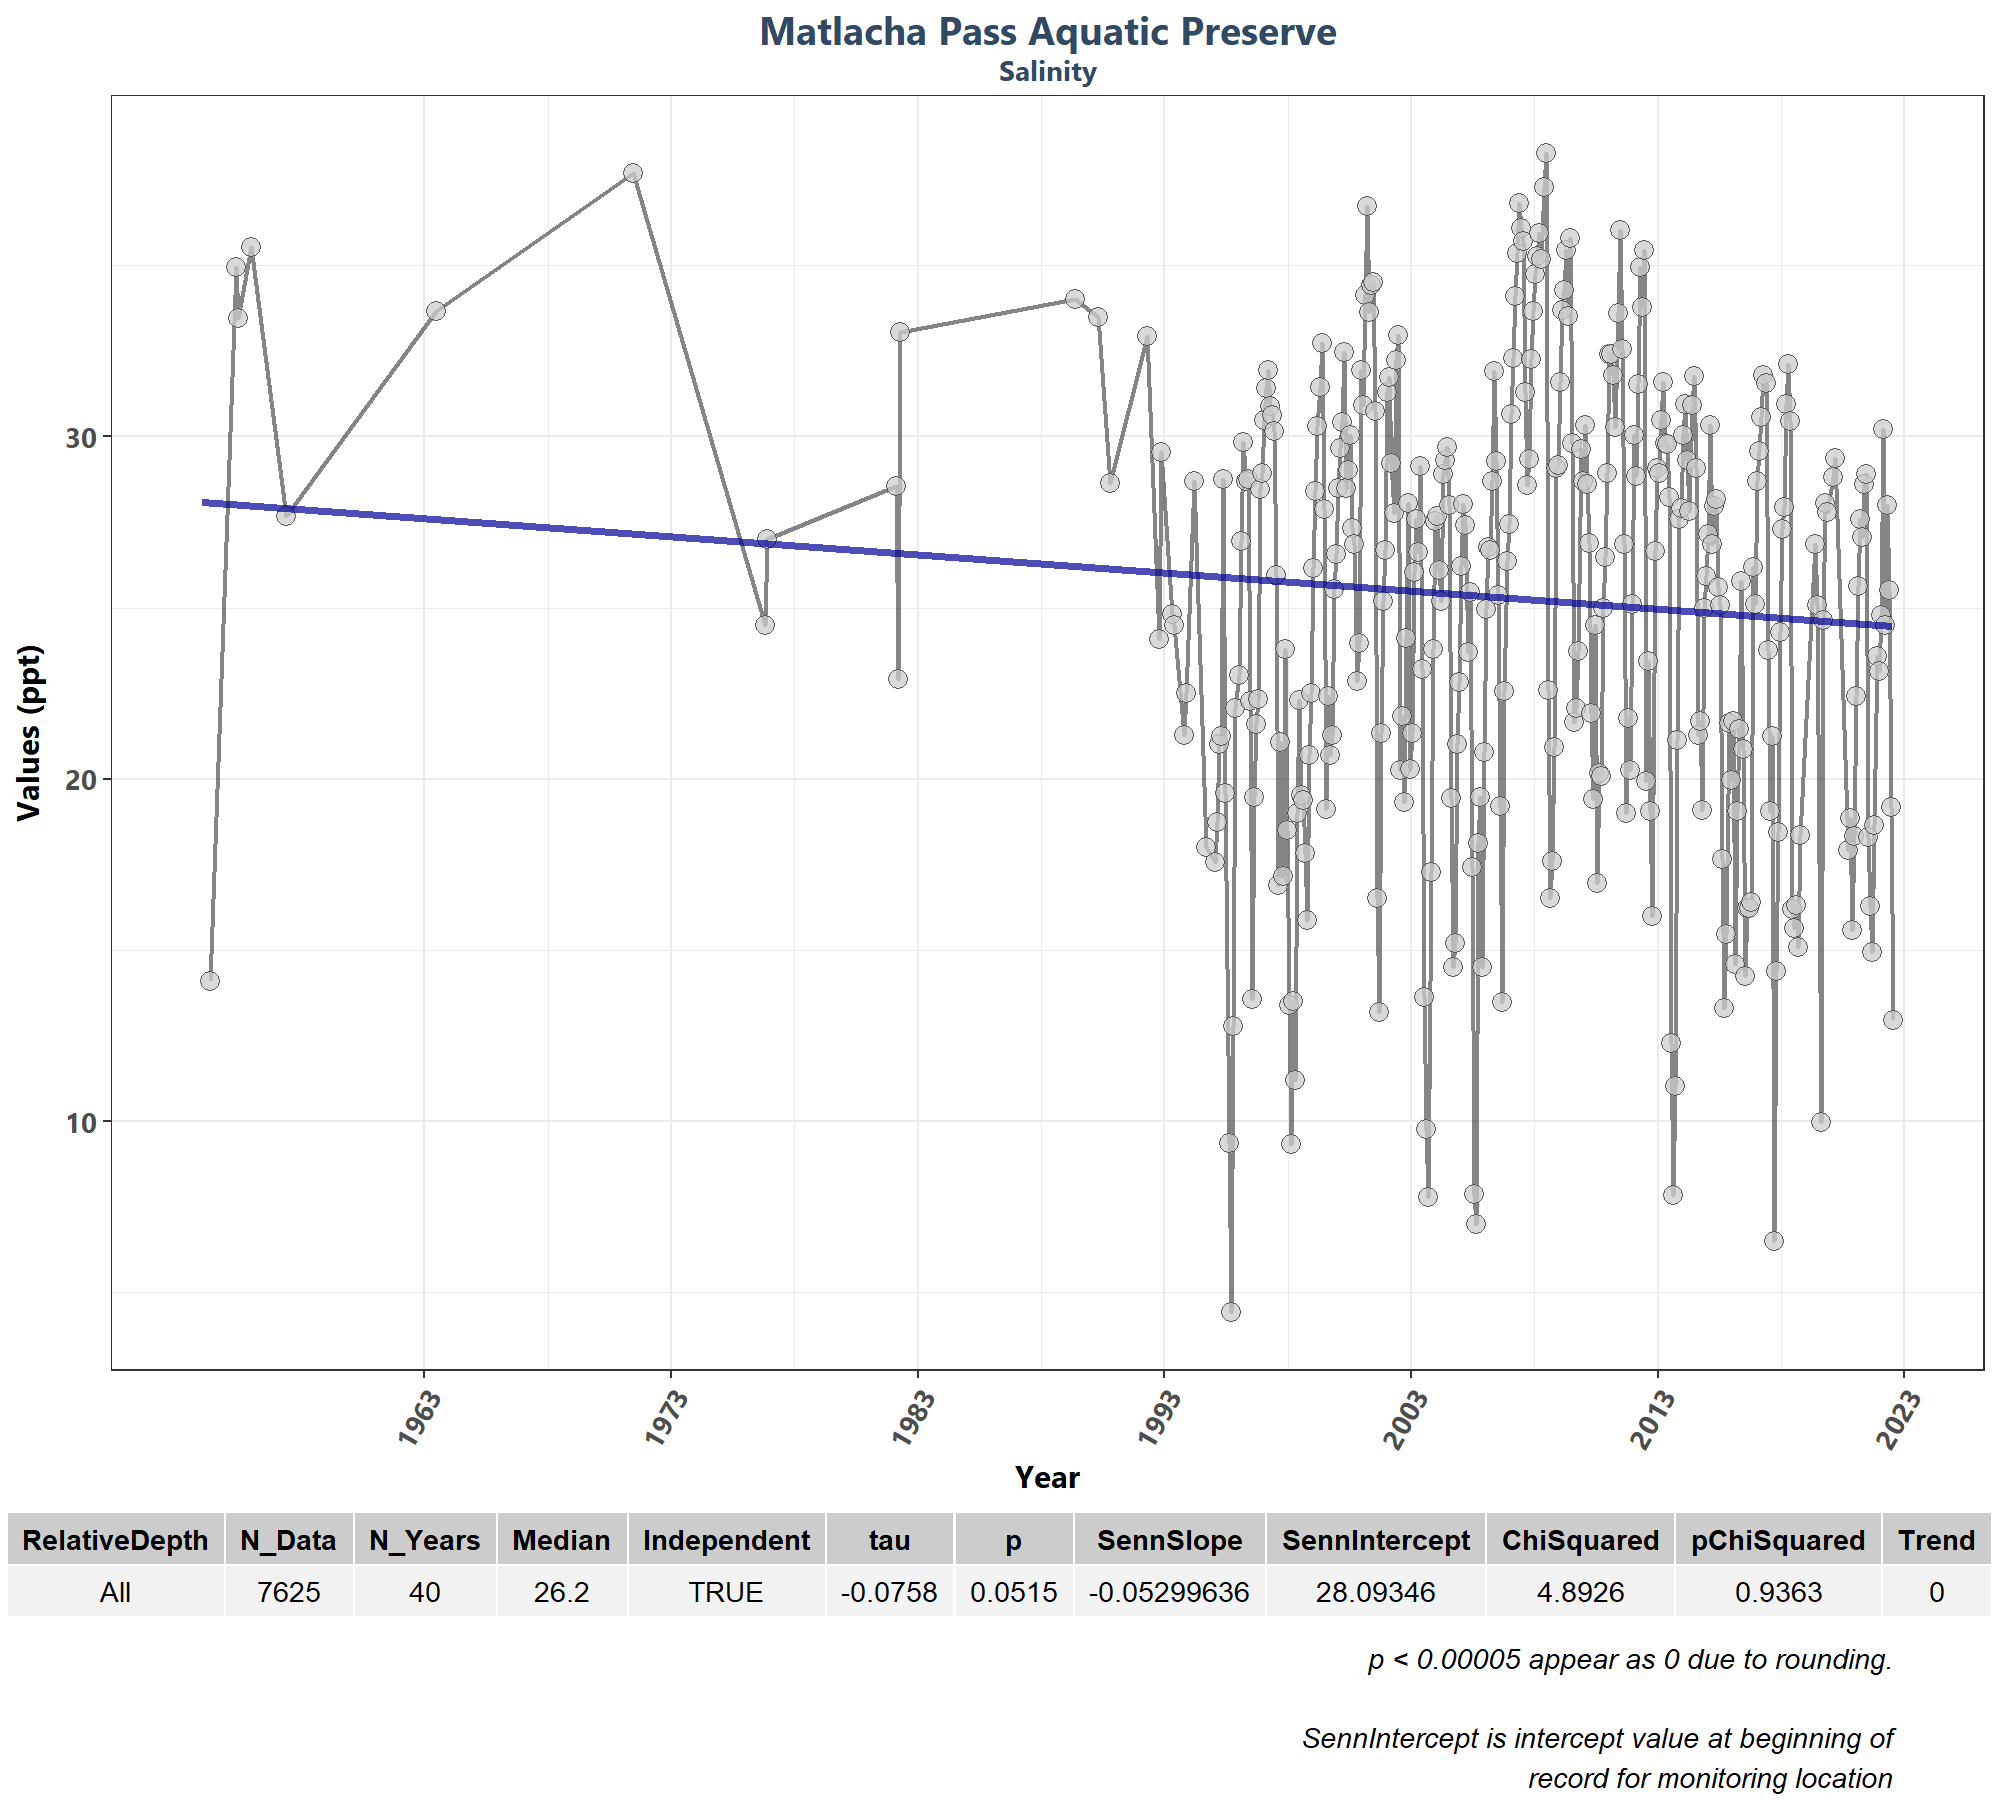 Matlacha Pass Aquatic Preserve
Salinity
Values (ppt)
30
20
10
1963
1973
1983
1993
2003
2013
2023
Year
RelativeDepth N_Data N_Years Median Independent tau p SennSlope SennIntercept ChiSquared pChiSquared Trend
All 7625 40 26.2 TRUE -0.0758 0.0515 -0.05299636 28.09346 4.8926 0.9363 0
p < 0.00005 appear as 0 due to rounding.
SennIntercept is intercept value at beginning of
record for monitoring location